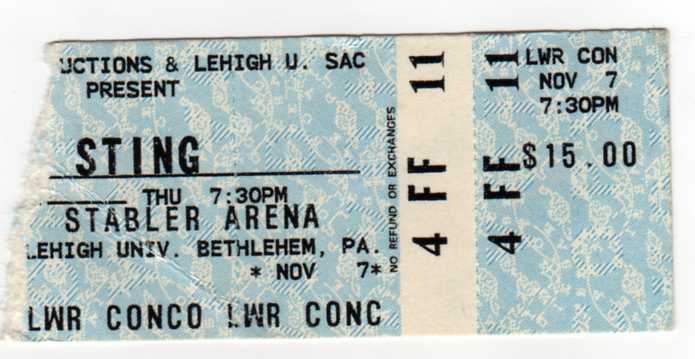 UCTIONS & LEHIGH U. SAC
PRESENT
STING
THU 7:30PM
STABLER ARENA
LEHIGH UNIV. BETHLEHEM, PA.
* NOV 7*
LWR CONCO LWR CONC
NO REFUND OR EXCHANGES
4 FF 11
4 FF 11
LWR CON
NOV 7
7:30PM
$15.00